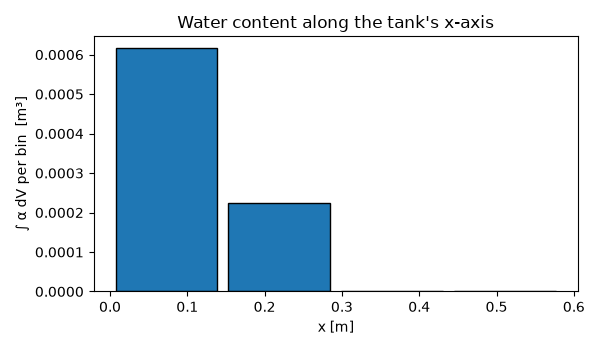 Water content along the tank's x-axis
∫ α dV per bin  [m³]
0.0006
0.0005
0.0004
0.0003
0.0002
0.0001
0.0000
0.0 0.1 0.2 0.3 0.4 0.5 0.6
x [m]